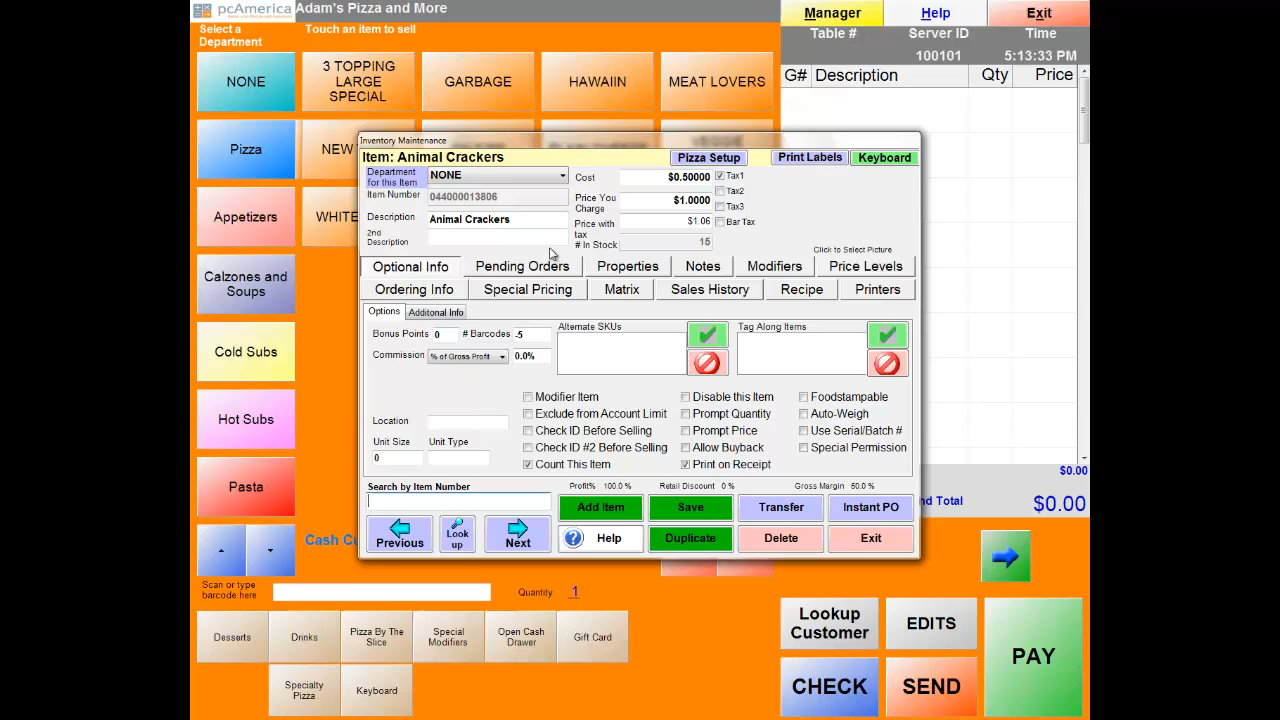 pcAmerica
Adam's Pizza and More
Manager
Help
Exit
Select a
Department
Touch an item to sell
Table #
Server ID
Time
100101
5:13:33 PM
G#
Description
Qty
Price
NONE
3 TOPPING
LARGE
SPECIAL
GARBAGE
HAWAIIN
MEAT LOVERS
Pizza
NEW
VEGGIE
Appetizers
WHITE
Calzones and
Soups
Cold Subs
Hot Subs
Pasta
Inventory Maintenance
Item: Animal Crackers
Pizza Setup
Print Labels
Keyboard
Department
for this Item
NONE
Cost
$0.50000
Tax1
Item Number
044000013806
Price You
Charge
$1.0000
Tax2
Tax3
Description
Animal Crackers
Price with
tax
$1.06
Bar Tax
2nd
Description
# In Stock
15
Click to Select Picture
Optional Info
Pending Orders
Properties
Notes
Modifiers
Price Levels
Ordering Info
Special Pricing
Matrix
Sales History
Recipe
Printers
Options
Additonal Info
Bonus Points
0
# Barcodes
-5
Alternate SKUs
Tag Along Items
Commission
% of Gross Profit
0.0%
Modifier Item
Disable this Item
Foodstampable
Exclude from Account Limit
Prompt Quantity
Auto-Weigh
Location
Check ID Before Selling
Prompt Price
Use Serial/Batch #
Unit Size
Unit Type
Check ID #2 Before Selling
Allow Buyback
Special Permission
0
Count This Item
Print on Receipt
Search by Item Number
Profit% 100.0 %
Retail Discount 0 %
Gross Margin 50.0 %
Add Item
Save
Transfer
Instant PO
Previous
Look
up
Next
Help
Duplicate
Delete
Exit
$0.00
nd Total
$0.00
Cash Cu
Scan or type
barcode here
Quantity
1
Desserts
Drinks
Pizza By The
Slice
Special
Modifiers
Open Cash
Drawer
Gift Card
Specialty
Pizza
Keyboard
Lookup
Customer
EDITS
PAY
CHECK
SEND